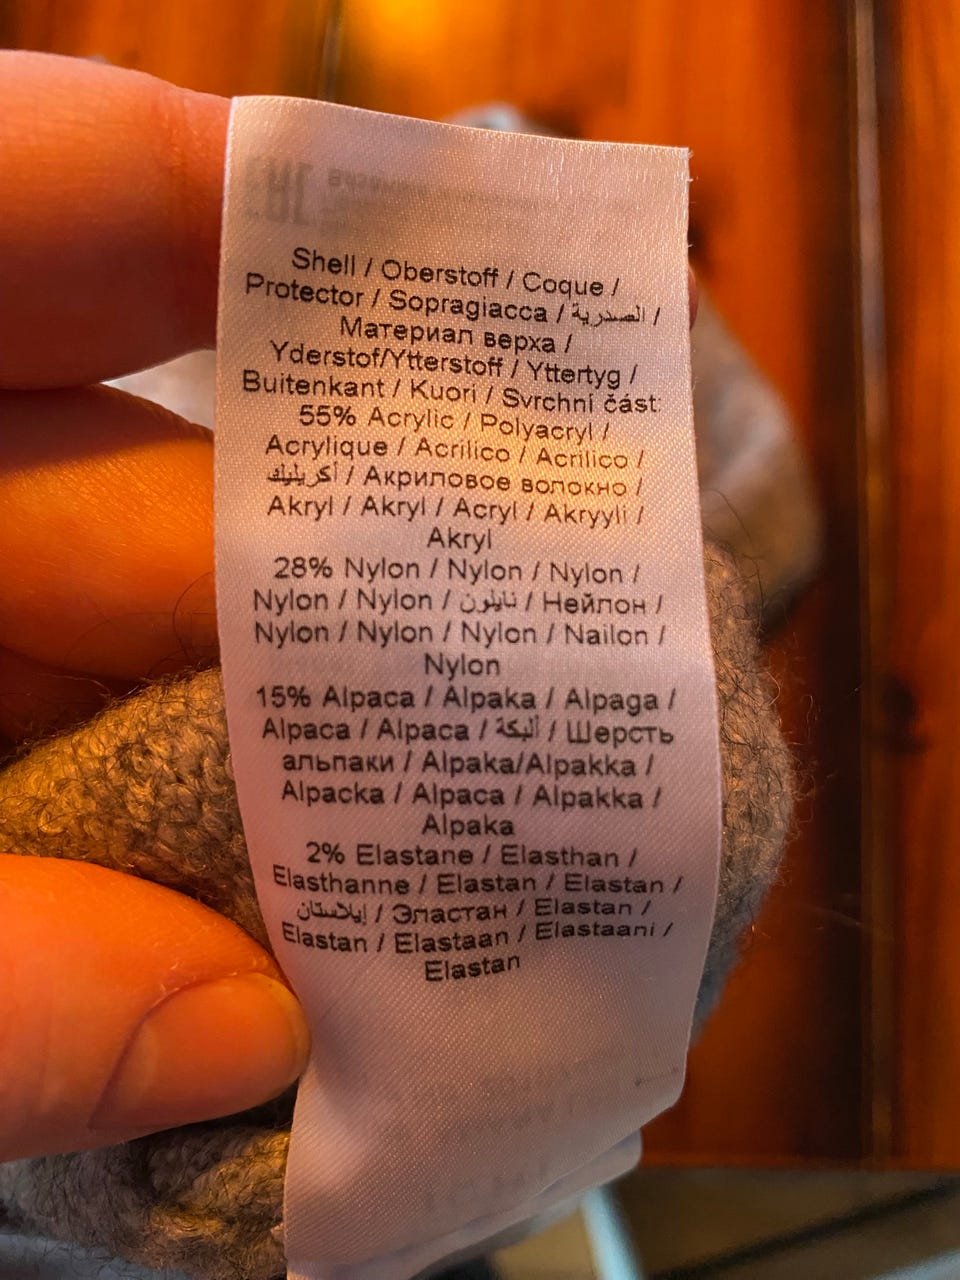 Shell / Oberstoff / Coque /
Protector / Sopragiacca / الصدرية /
Материал верха /
Yderstof/Ytterstoff / Yttertyg /
Buitenkant / Kuori / Svrchní část:
55% Acrylic / Polyacryl /
Acrylique / Acrílico / Acrilico /
أكريليك / Акриловое волокно /
Akryl / Akryl / Acryl / Akryyli /
Akryl
28% Nylon / Nylon / Nylon /
Nylon / Nylon / نايلون / Нейлон /
Nylon / Nylon / Nylon / Nailon /
Nylon
15% Alpaca / Alpaka / Alpaga /
Alpaca / Alpaca / ألبكة / Шерсть
альпаки / Alpaka/Alpakka /
Alpacka / Alpaca / Alpakka /
Alpaka
2% Elastane / Elasthan /
Elasthanne / Elastan / Elastan /
إيلاستان / Эластан / Elastan /
Elastan / Elastaan / Elastaani /
Elastan